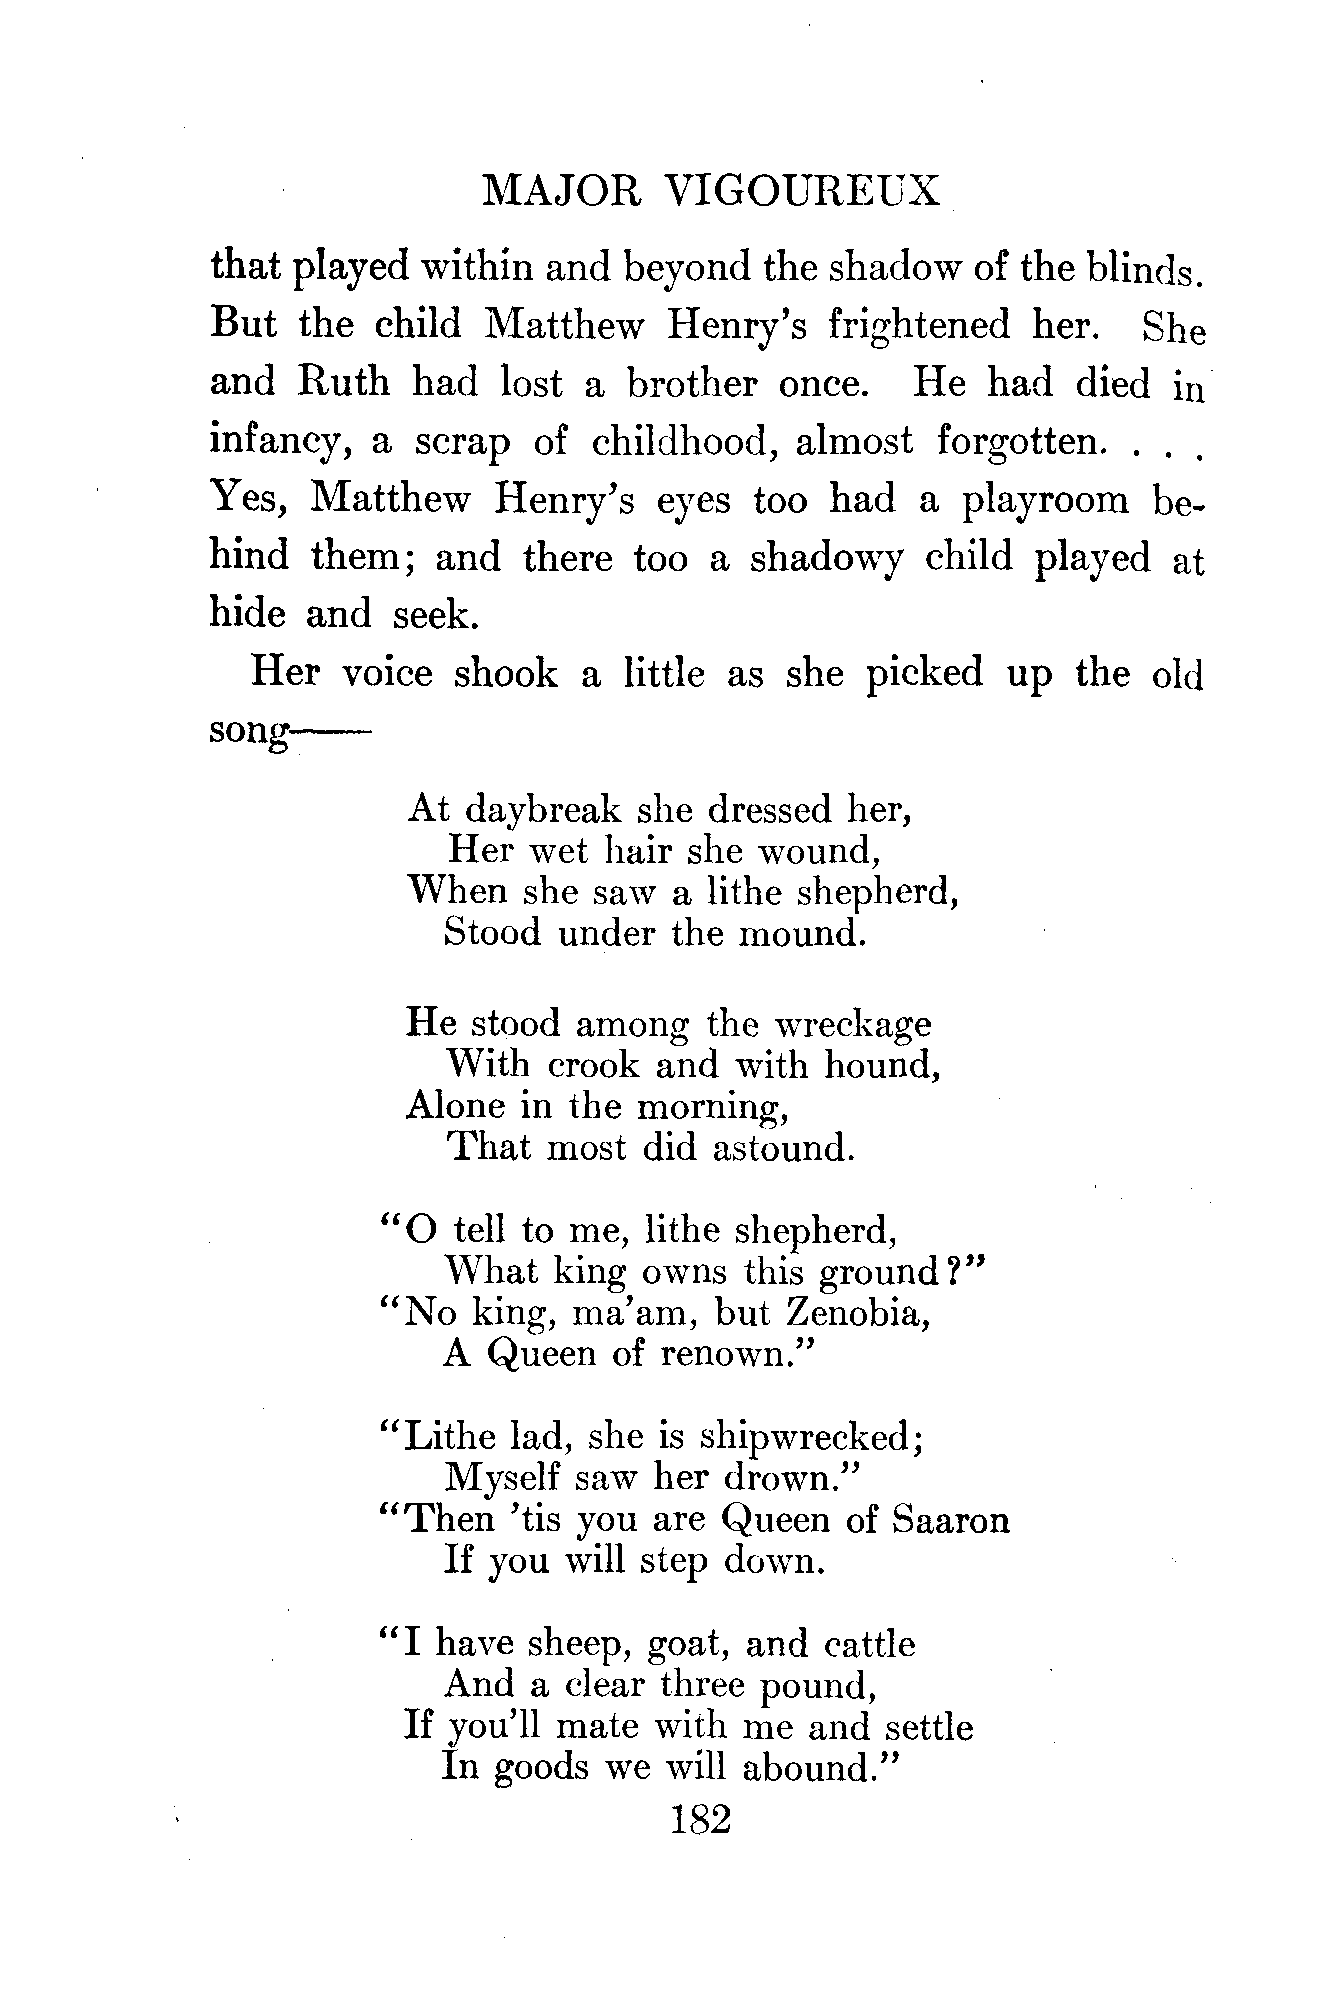 MAJOR VIGOUREUX
that played within and beyond the shadow of the blinds.
But the child Matthew Henry's frightened her. She
and Ruth had lost a brother once. He had died in
infancy, a scrap of childhood, almost forgotten. . . .
Yes, Matthew Henry's eyes too had a playroom be-
hind them; and there too a shadowy child played at
hide and seek.
Her voice shook a little as she picked up the old
song——
At daybreak she dressed her,
Her wet hair she wound,
When she saw a lithe shepherd,
Stood under the mound.
He stood among the wreckage
With crook and with hound,
Alone in the morning,
That most did astound.
"O tell to me, lithe shepherd,
What king owns this ground?"
"No king, ma'am, but Zenobia,
A Queen of renown."
"Lithe lad, she is shipwrecked;
Myself saw her drown."
"Then 'tis you are Queen of Saaron
If you will step down.
"I have sheep, goat, and cattle
And a clear three pound,
If you'll mate with me and settle
In goods we will abound."
182